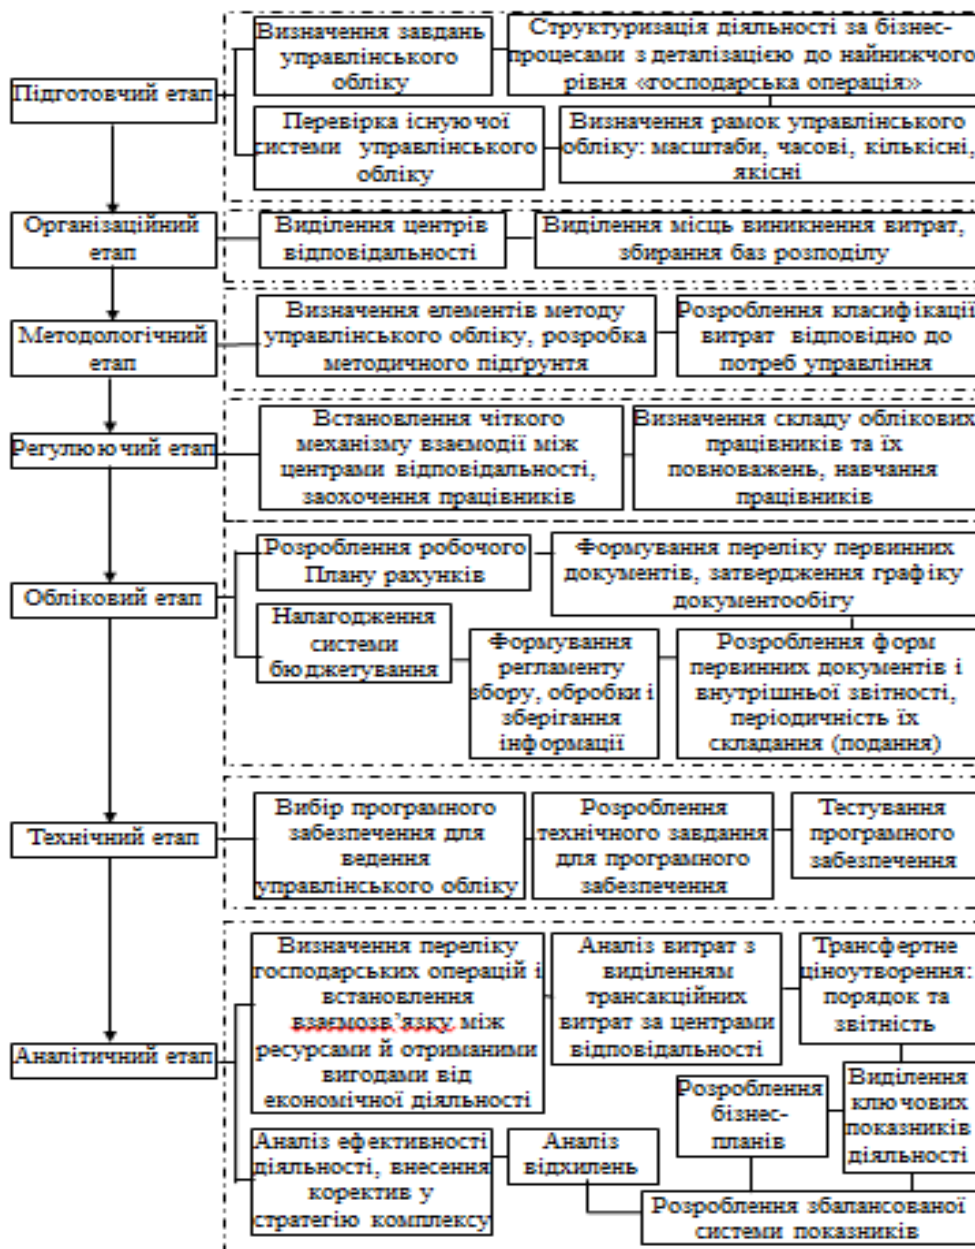 Підготовчий етап
Визначення завдань
управлінського
обліку
Структуризація діяльності за бізнес-
процесами з деталізацією до найнижчого
рівня «господарська операція»
Перевірка існуючої
системи управлінського
обліку
Визначення рамок управлінського
обліку: масштаби, часові, кількісні,
якісні
Організаційний
етап
Виділення центрів
відповідальності
Виділення місць виникнення витрат,
збирання баз розподілу
Методологічний
етап
Визначення елементів методу
управлінського обліку, розробка
методичного підґрунтя
Розроблення класифікації
витрат відповідно до
потреб управління
Регулюючий етап
Встановлення чіткого
механізму взаємодії між
центрами відповідальності,
заохочення працівників
Визначення складу облікових
працівників та їх
повноважень, навчання
працівників
Обліковий етап
Розроблення робочого
Плану рахунків
Формування переліку первинних
документів, затвердження графіку
документообігу
Налагодження
системи
бюджетування
Формування
регламенту
збору, обробки і
зберігання
інформації
Розроблення форм
первинних документів і
внутрішньої звітності,
періодичність їх
складання (подання)
Технічний етап
Вибір програмного
забезпечення для
ведення
управлінського обліку
Розроблення
технічного завдання
для програмного
забезпечення
Тестування
програмного
забезпечення
Аналітичний етап
Визначення переліку
господарських операцій і
встановлення
взаємозв’язку між
ресурсами й отриманими
вигодами від
економічної діяльності
Аналіз витрат з
виділенням
трансакційних
витрат за центрами
відповідальності
Трансфертне
ціноутворення:
порядок та
звітність
Виділення
ключових
показників
діяльності
Розроблення
бізнес-
планів
Аналіз ефективності
діяльності, внесення
коректив у
стратегію комплексу
Аналіз
відхилень
Розроблення збалансованої
системи показників